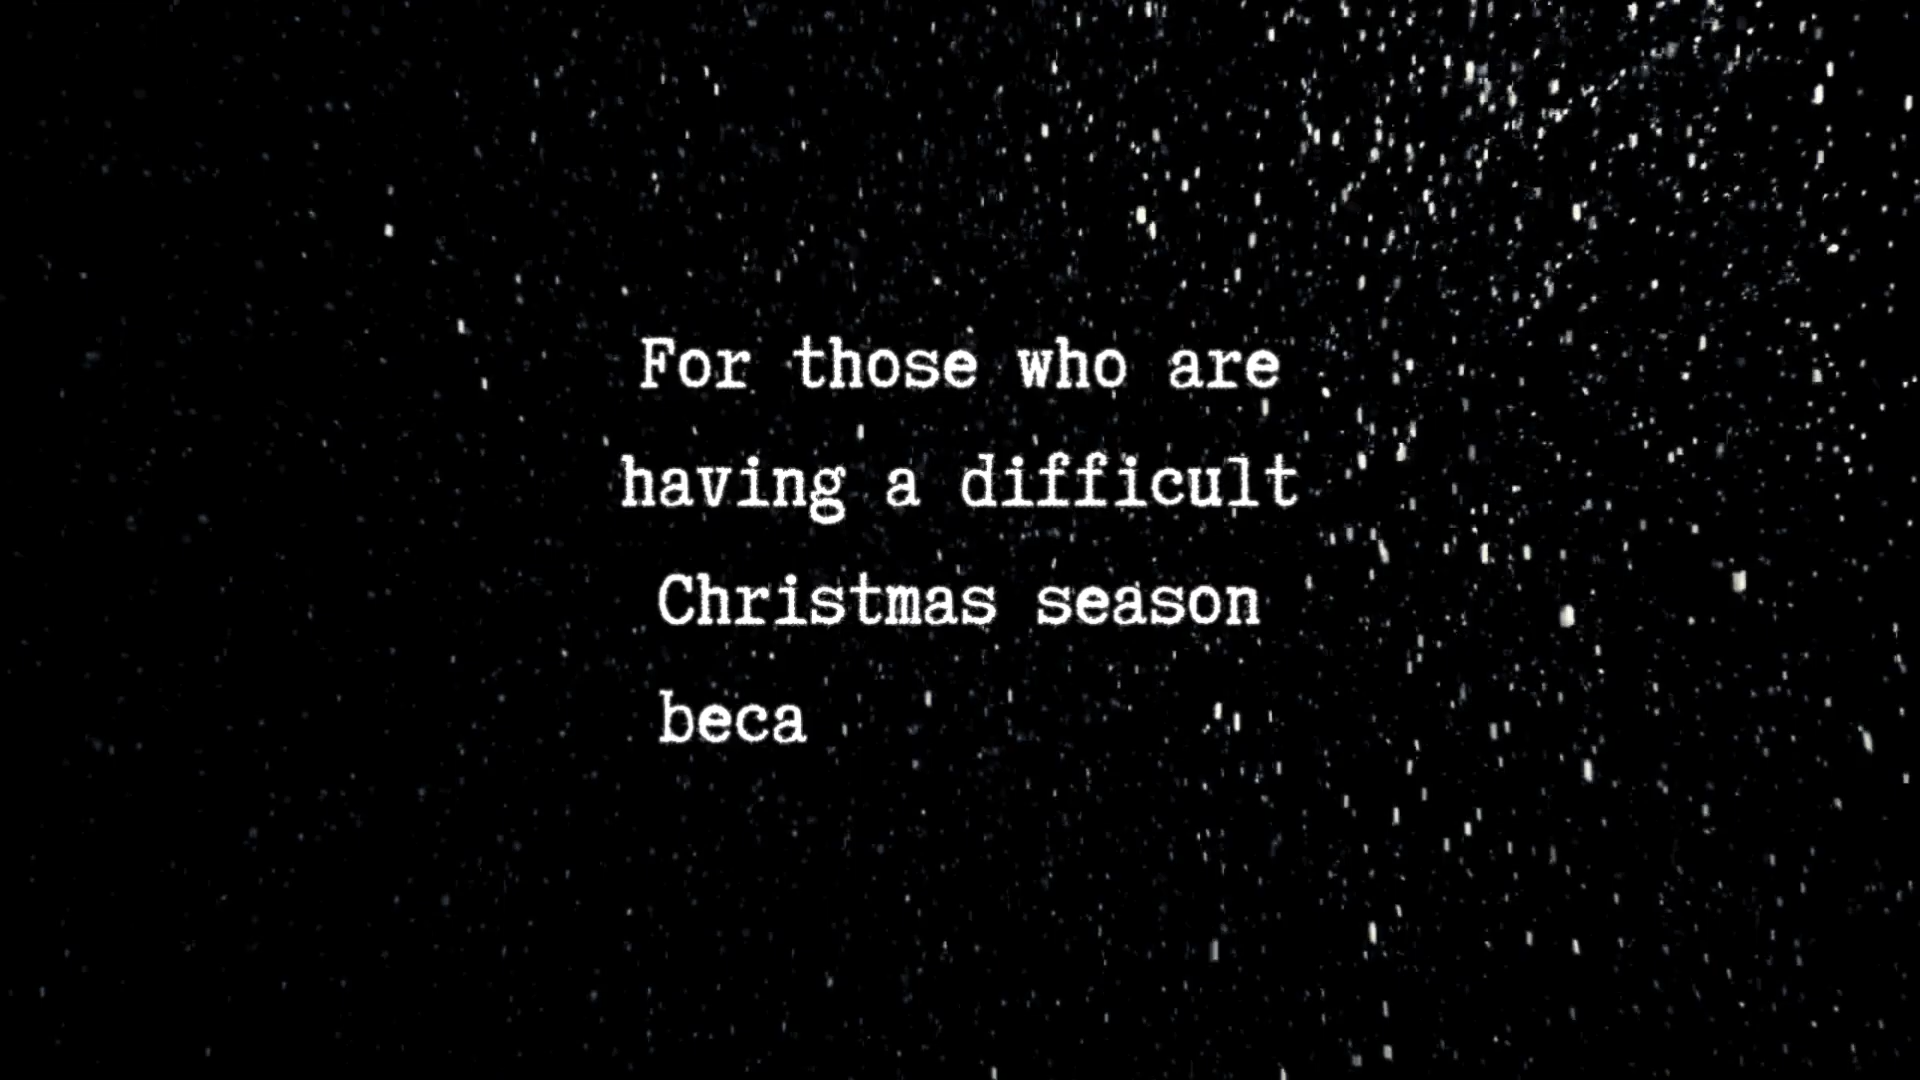 For those who are
having a difficult
Christmas season
beca